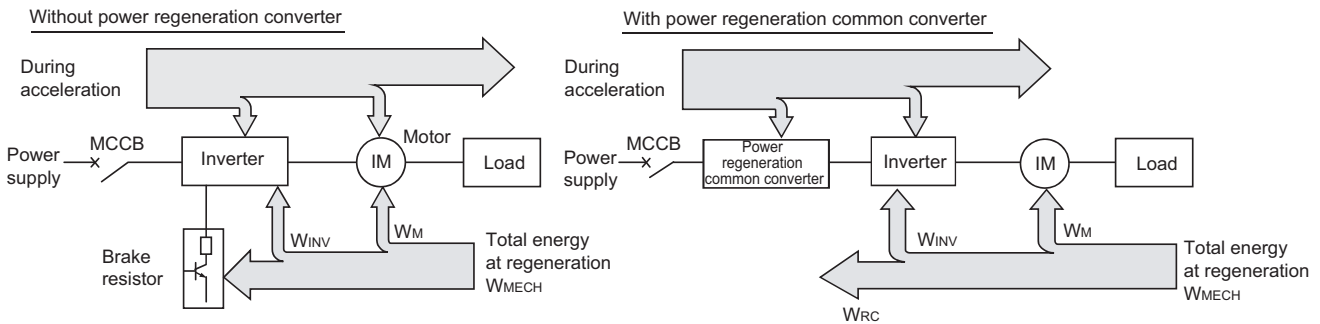 Without power regeneration converter
During
acceleration
MCCB
Power
supply
Inverter
Motor
IM
Load
Brake
resistor
WINV
WM
Total energy
at regeneration
WMECH
With power regeneration common converter
During
acceleration
MCCB
Power
supply
Power
regeneration
common converter
Inverter
IM
Load
WINV
WM
Total energy
at regeneration
WMECH
WRC